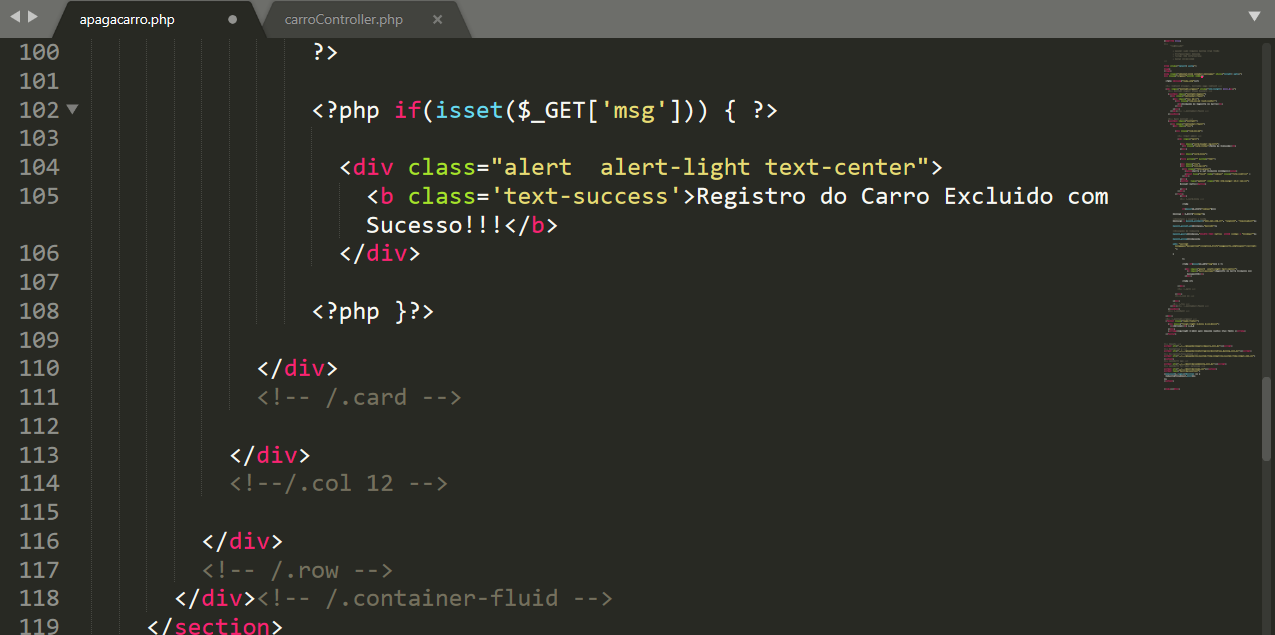 apagacarro.php carroController.php
100 ?>
101
102 <?php if(isset($_GET['msg'])) { ?>
103
104 <div class="alert  alert-light text-center">
105 <b class='text-success'>Registro do Carro Excluido com
Sucesso!!!</b>
106 </div>
107
108 <?php }?>
109
110 </div>
111 <!-- /.card -->
112
113 </div>
114 <!--/.col 12 -->
115
116 </div>
117 <!-- /.row -->
118 </div><!-- /.container-fluid -->
119 </section>